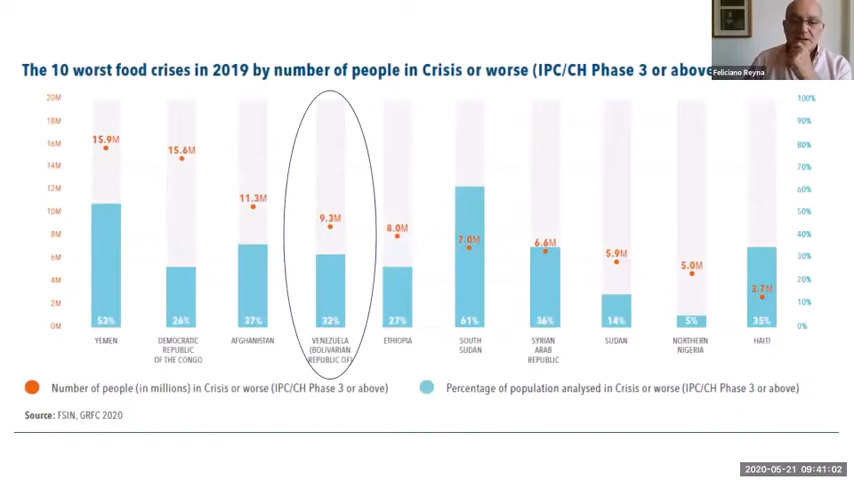 The 10 worst food crises in 2019 by number of people in Crisis or worse (IPC/CH Phase 3 or above
Feliciano Reyna
20M 100%
18M 90%
16M 80%
14M 70%
12M 60%
10M 50%
8M 40%
6M 30%
4M 20%
2M 10%
0M 0%
15.9M 15.6M 11.3M 9.3M 8.0M 7.0M 6.6M 5.9M 5.0M 3.7M
53% 26% 37% 32% 27% 61% 36% 14% 5% 35%
YEMEN DEMOCRATIC AFGHANISTAN VENEZUELA ETHIOPIA SOUTH SYRIAN SUDAN NORTHERN HAITI
REPUBLIC (BOLIVARIAN SUDAN ARAB NIGERIA
OF THE CONGO REPUBLIC OF) REPUBLIC
Number of people (in millions) in Crisis or worse (IPC/CH Phase 3 or above) Percentage of population analysed in Crisis or worse (IPC/CH Phase 3 or above)
Source: FSIN, GRFC 2020
2020-05-21 09:41:02